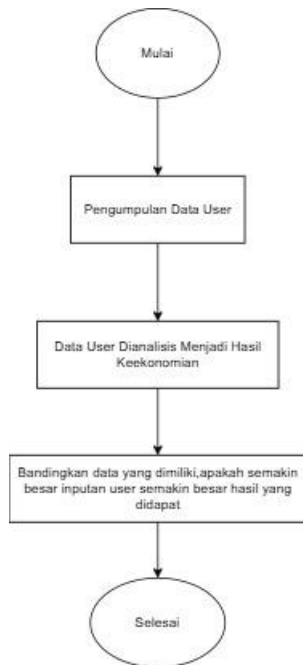 Mulai
Pengumpulan Data User
Data User Dianalisis Menjadi Hasil
Keekonomian
Bandingkan data yang dimiliki,apakah semakin
besar inputan user semakin besar hasil yang
didapat
Selesai